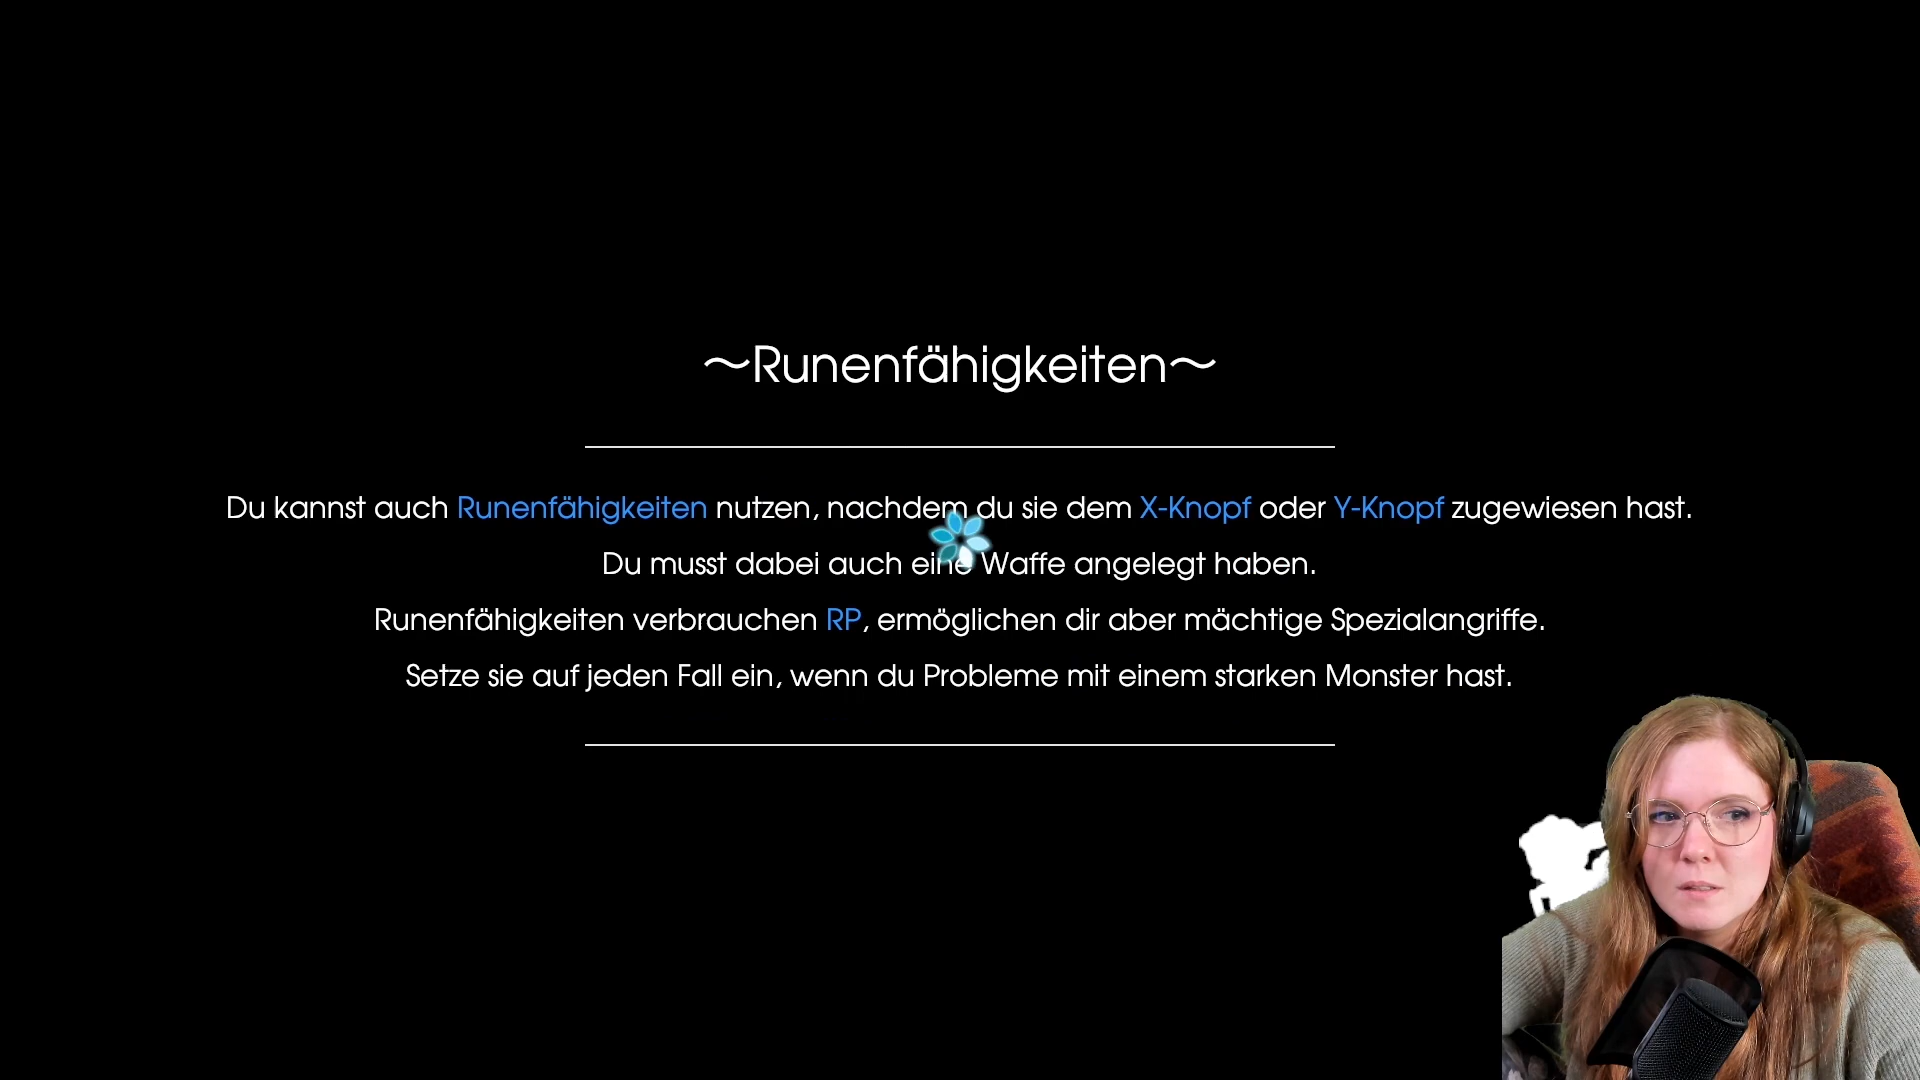 ～Runenfähigkeiten～
Du kannst auch Runenfähigkeiten nutzen, nachdem du sie dem X-Knopf oder Y-Knopf zugewiesen hast.
Du musst dabei auch eine Waffe angelegt haben.
Runenfähigkeiten verbrauchen RP, ermöglichen dir aber mächtige Spezialangriffe.
Setze sie auf jeden Fall ein, wenn du Probleme mit einem starken Monster hast.